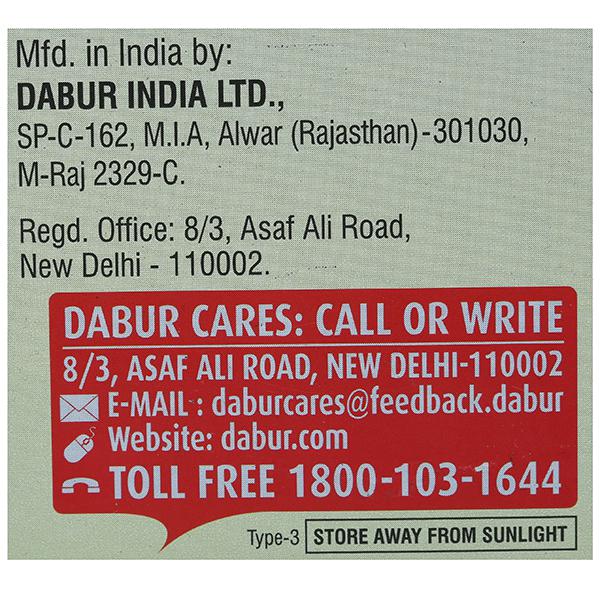 Mfd. in India by:
DABUR INDIA LTD.,
SP-C-162, M.I.A, Alwar (Rajasthan)-301030,
M-Raj 2329-C.
Regd. Office: 8/3, Asaf Ali Road,
New Delhi - 110002.
DABUR CARES: CALL OR WRITE
8/3, ASAF ALI ROAD, NEW DELHI-110002
E-MAIL : daburcares@feedback.dabur
Website: dabur.com
TOLL FREE 1800-103-1644
Type-3 STORE AWAY FROM SUNLIGHT